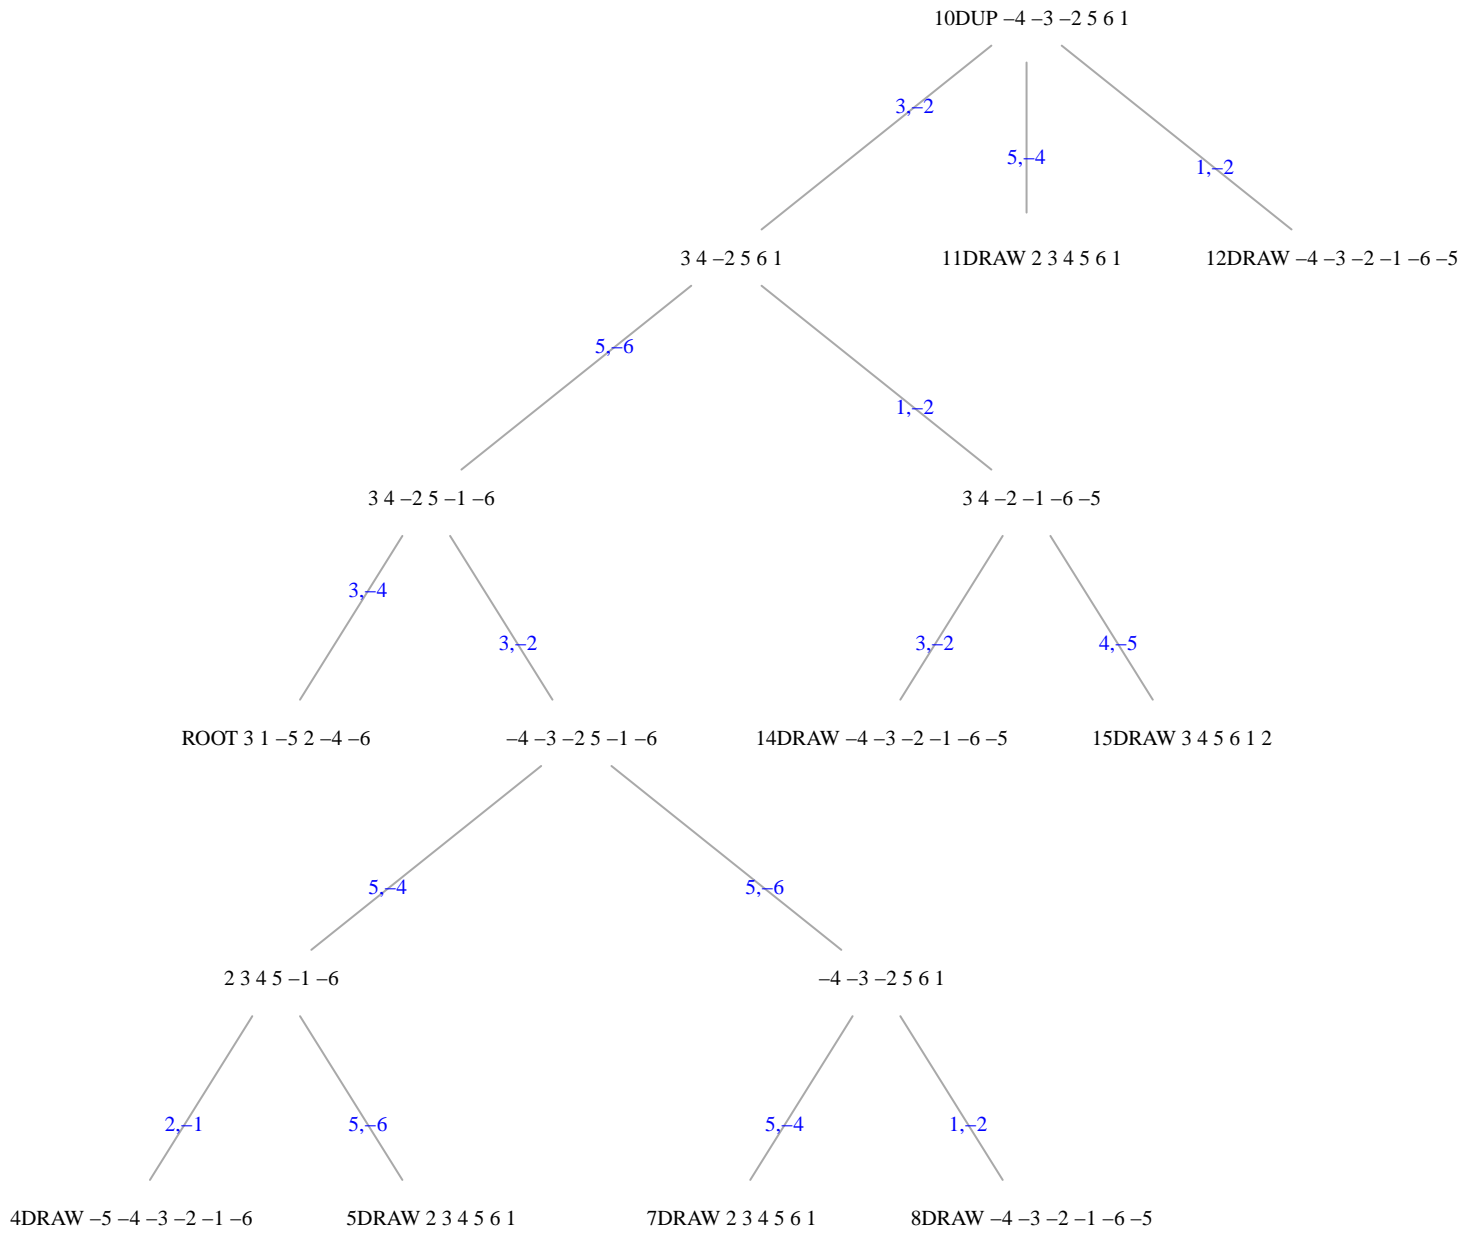 10DUP −4 −3 −2 5 6 1
3,−2
5,−4
1,−2
3 4 −2 5 6 1
11DRAW 2 3 4 5 6 1
12DRAW −4 −3 −2 −1 −6 −5
5,−6
1,−2
3 4 −2 5 −1 −6
3 4 −2 −1 −6 −5
3,−4
3,−2
3,−2
4,−5
ROOT 3 1 −5 2 −4 −6
−4 −3 −2 5 −1 −6
14DRAW −4 −3 −2 −1 −6 −5
15DRAW 3 4 5 6 1 2
5,−4
5,−6
2 3 4 5 −1 −6
−4 −3 −2 5 6 1
2,−1
5,−6
5,−4
1,−2
4DRAW −5 −4 −3 −2 −1 −6
5DRAW 2 3 4 5 6 1
7DRAW 2 3 4 5 6 1
8DRAW −4 −3 −2 −1 −6 −5